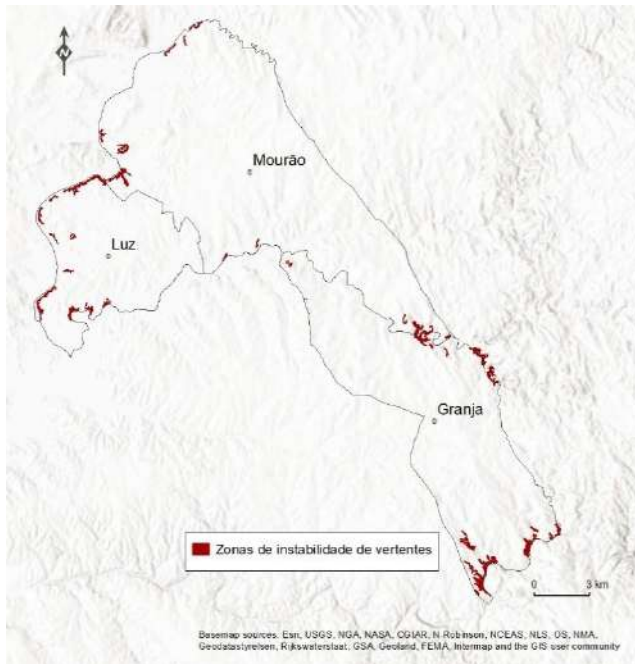 N
Mourão
Luz
Granja
Zonas de instabilidade de vertentes
0 3 km
Basemap sources: Esri, USGS, NGA, NASA, CGIAR, N Robinson, NCEAS, NLS, OS, NMA,
Geodatastyrelsen, Rijkswaterstaat, GSA, Geoland, FEMA, Intermap and the GIS user community